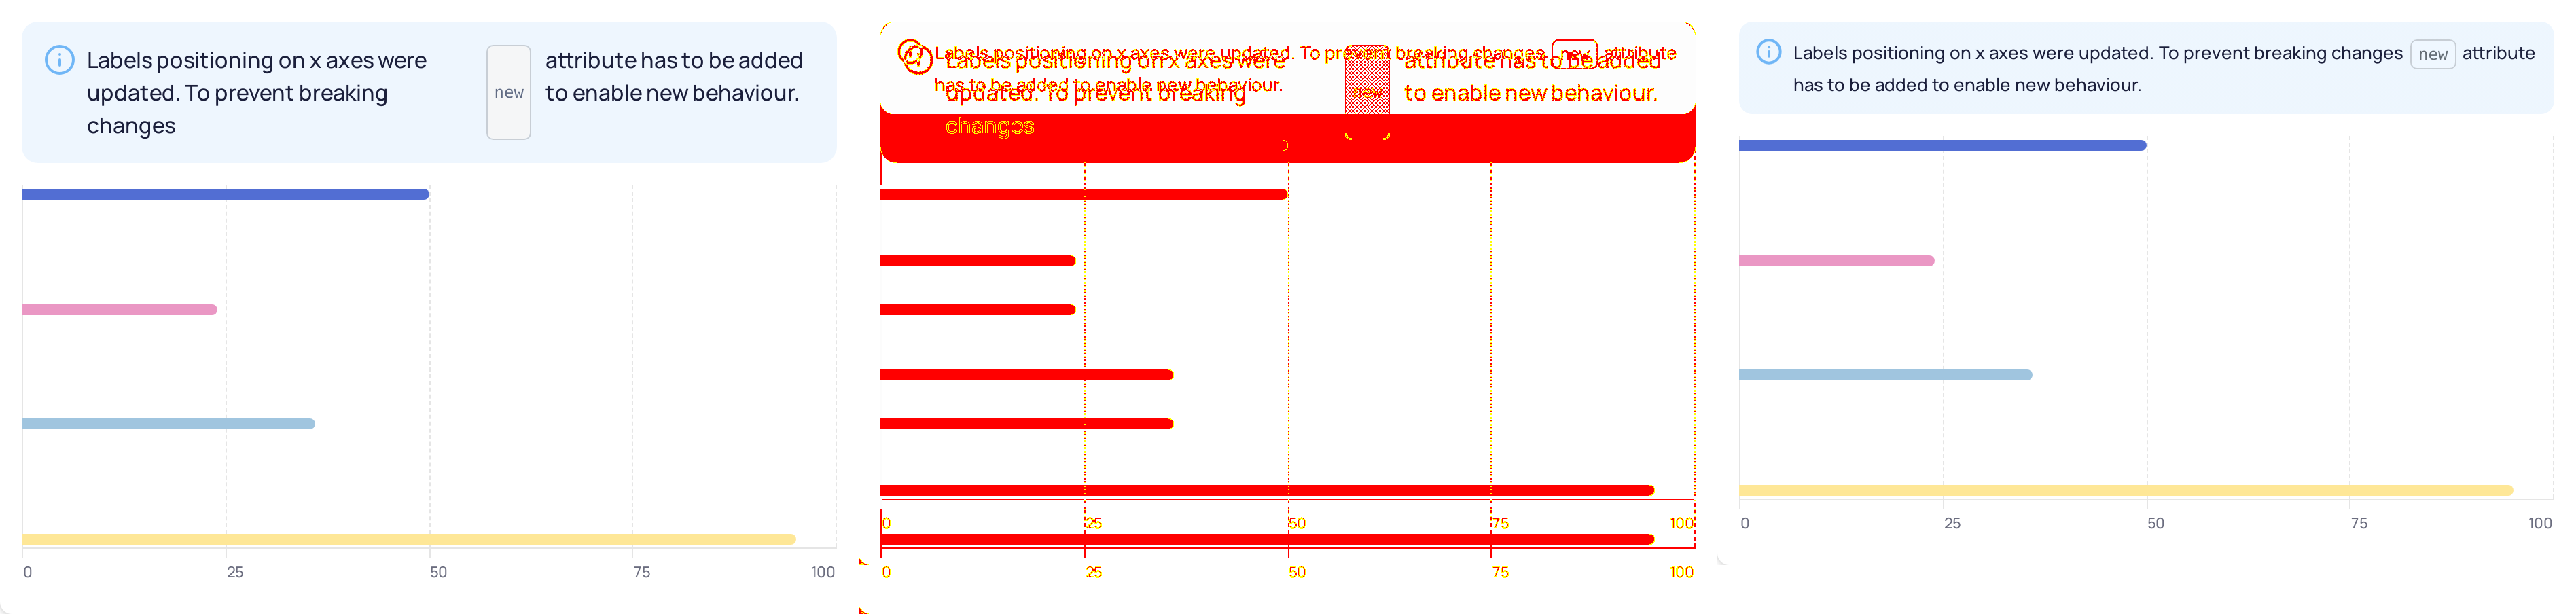 Labels positioning on x axes were
updated. To prevent breaking
changes
new
attribute has to be added
to enable new behaviour.
0 25 50 75 100
Labels positioning on x axes were updated. To prevent breaking changes new attribute
has to be added to enable new behaviour.
Labels positioning on x axes were
updated. To prevent breaking
changes
new
attribute has to be added
to enable new behaviour.
0 25 50 75 100
0 25 50 75 100
Labels positioning on x axes were updated. To prevent breaking changes new attribute
has to be added to enable new behaviour.
0 25 50 75 100